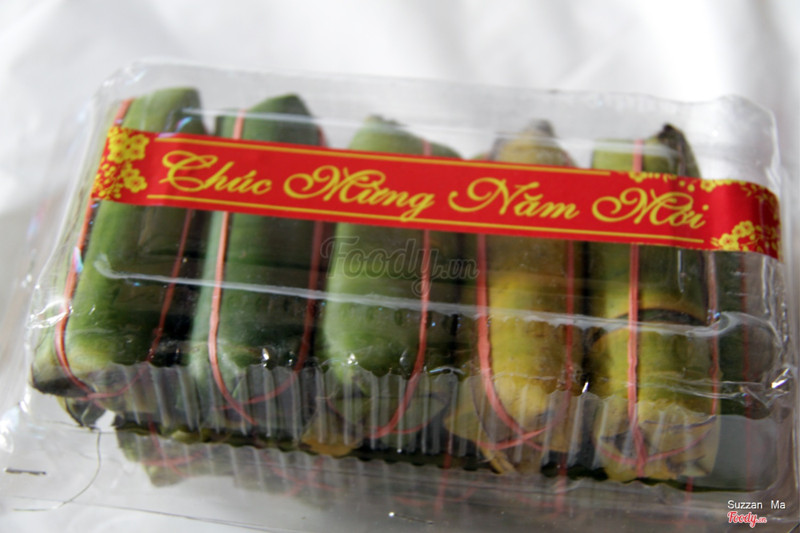 Chúc Mừng Năm Mới
Foody.vn
Suzzan Ma
Foody.vn